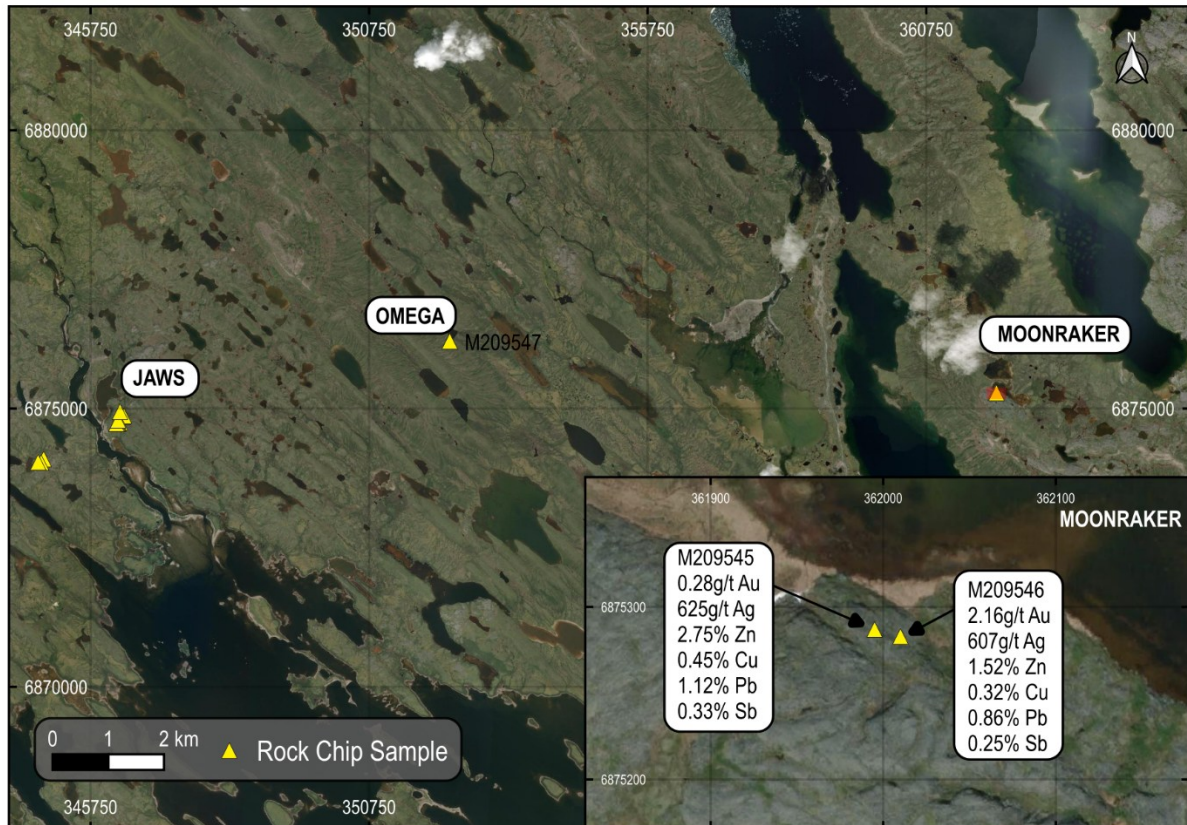 345750
350750
355750
360750
6880000
6880000
OMEGA
M209547
MOONRAKER
JAWS
6875000
6875000
361900
362000
362100
MOONRAKER
M209545
0.28g/t Au
625g/t Ag
2.75% Zn
0.45% Cu
1.12% Pb
0.33% Sb
M209546
2.16g/t Au
607g/t Ag
1.52% Zn
0.32% Cu
0.86% Pb
0.25% Sb
6875300
6875200
6870000
0 1 2 km
Rock Chip Sample
345750
350750